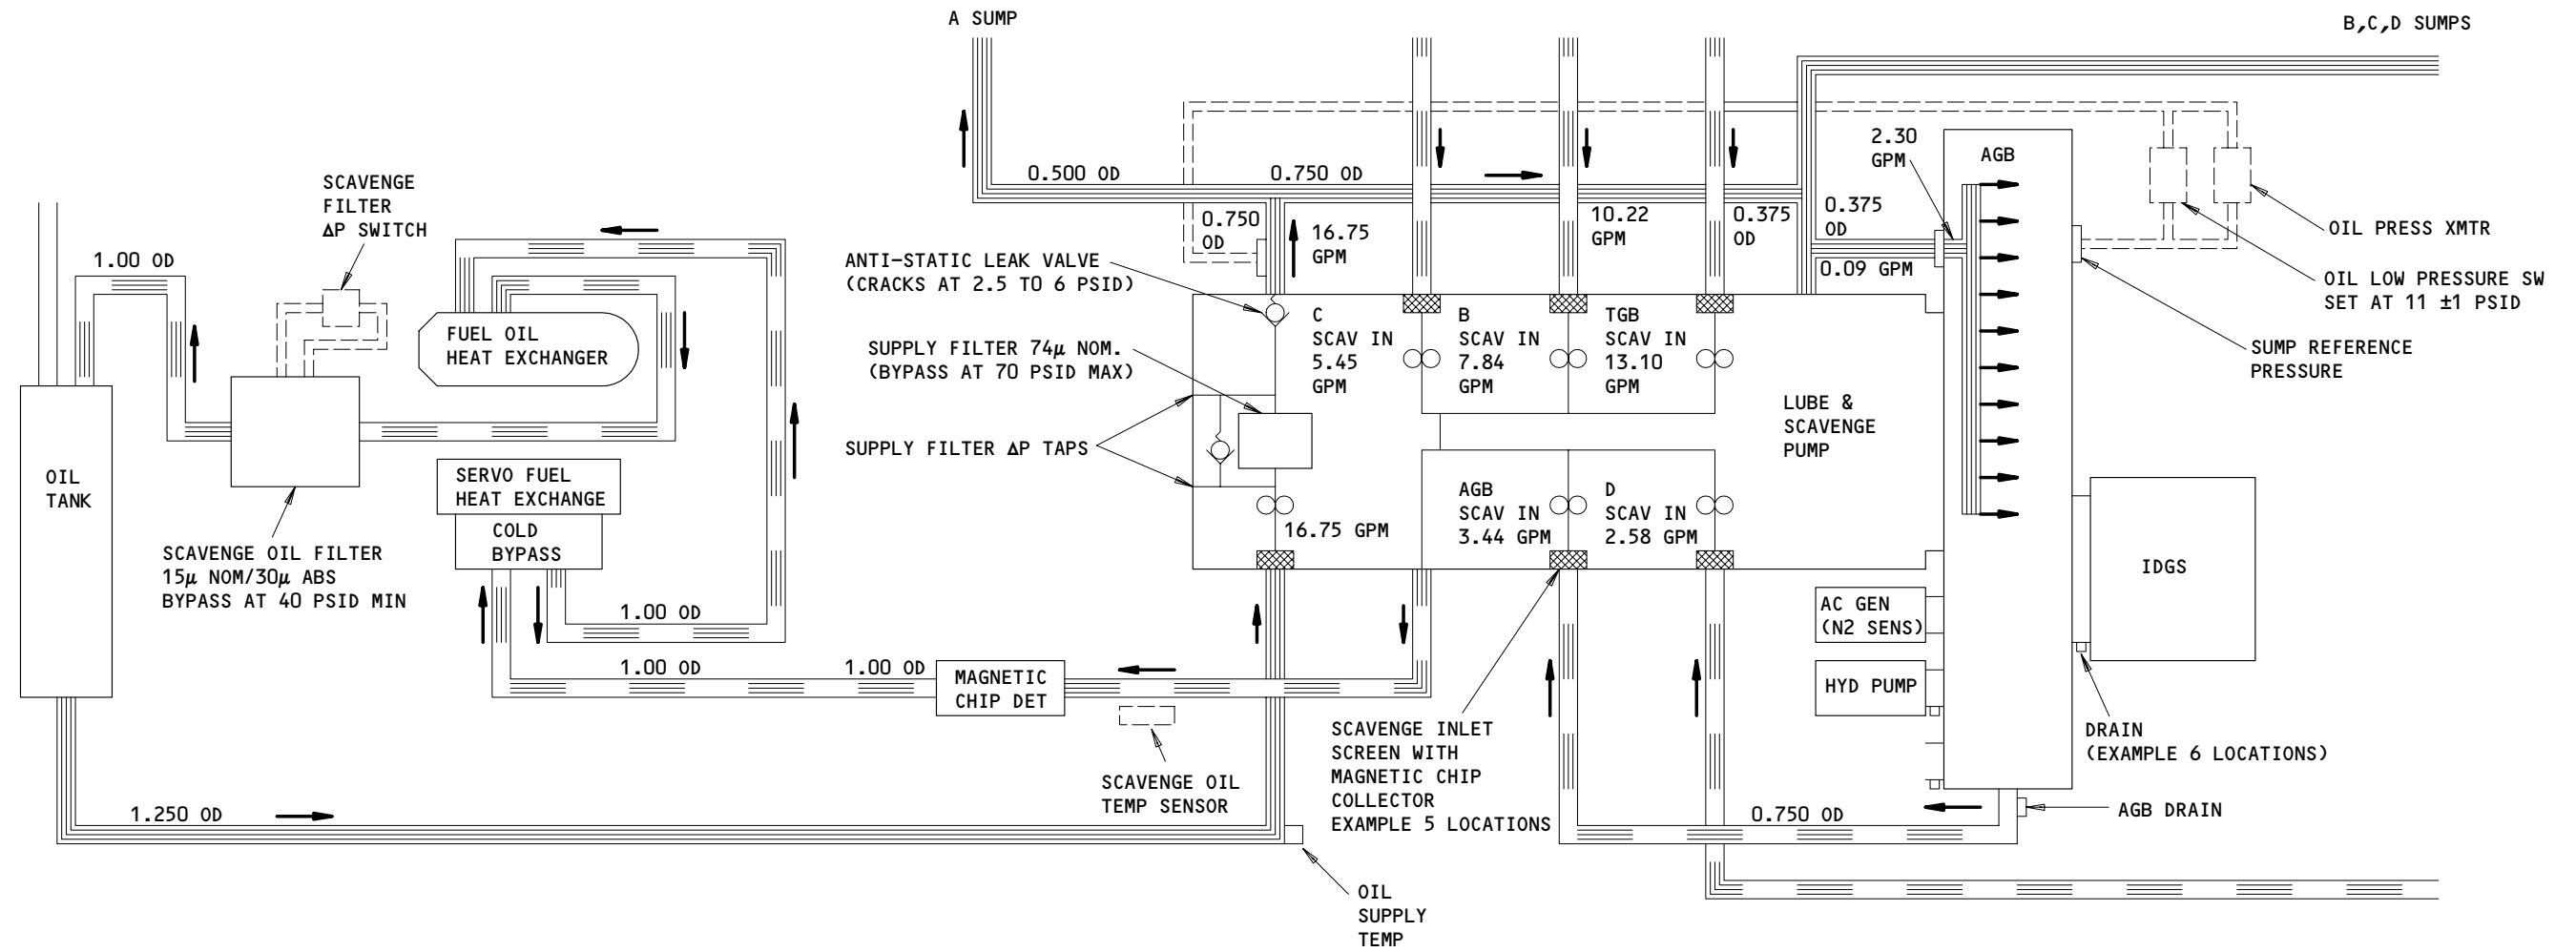 A SUMP
B,C,D SUMPS
SCAVENGE
FILTER
ΔP SWITCH
1.00 OD
FUEL OIL
HEAT EXCHANGER
OIL
TANK
SERVO FUEL
HEAT EXCHANGE
COLD
BYPASS
SCAVENGE OIL FILTER
15μ NOM/30μ ABS
BYPASS AT 40 PSID MIN
1.00 OD
1.00 OD
1.00 OD
MAGNETIC
CHIP DET
SCAVENGE OIL
TEMP SENSOR
1.250 OD
OIL
SUPPLY
TEMP
0.500 OD
0.750 OD
0.750
OD
16.75
GPM
10.22
GPM
0.375
OD
0.375
OD
2.30
GPM
0.09 GPM
AGB
ANTI-STATIC LEAK VALVE
(CRACKS AT 2.5 TO 6 PSID)
SUPPLY FILTER 74μ NOM.
(BYPASS AT 70 PSID MAX)
SUPPLY FILTER ΔP TAPS
C
SCAV IN
5.45
GPM
B
SCAV IN
7.84
GPM
TGB
SCAV IN
13.10
GPM
LUBE &
SCAVENGE
PUMP
16.75 GPM
AGB
SCAV IN
3.44 GPM
D
SCAV IN
2.58 GPM
OIL PRESS XMTR
OIL LOW PRESSURE SW
SET AT 11 ±1 PSID
SUMP REFERENCE
PRESSURE
IDGS
AC GEN
(N2 SENS)
HYD PUMP
SCAVENGE INLET
SCREEN WITH
MAGNETIC CHIP
COLLECTOR
EXAMPLE 5 LOCATIONS
DRAIN
(EXAMPLE 6 LOCATIONS)
0.750 OD
AGB DRAIN